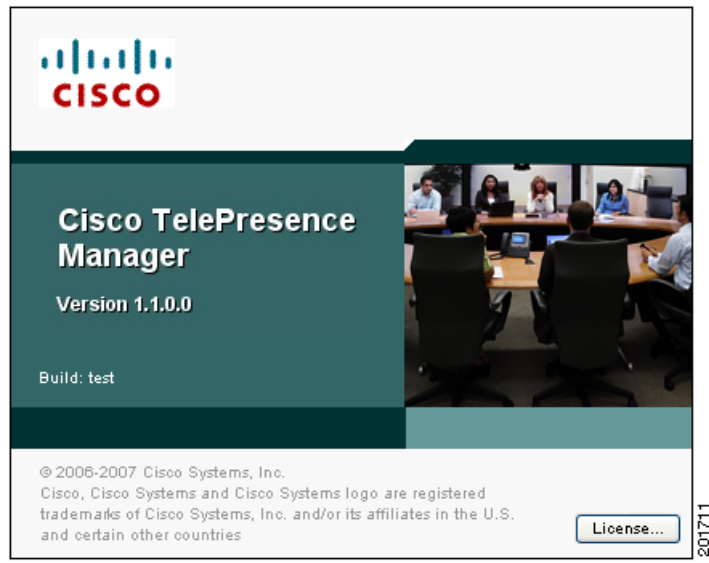 CISCO
Cisco TelePresence
Manager
Version 1.1.0.0
Build: test
© 2006-2007 Cisco Systems, Inc.
Cisco, Cisco Systems and Cisco Systems logo are registered
trademarks of Cisco Systems, Inc. and/or its affiliates in the U.S.
and certain other countries
License...
201711